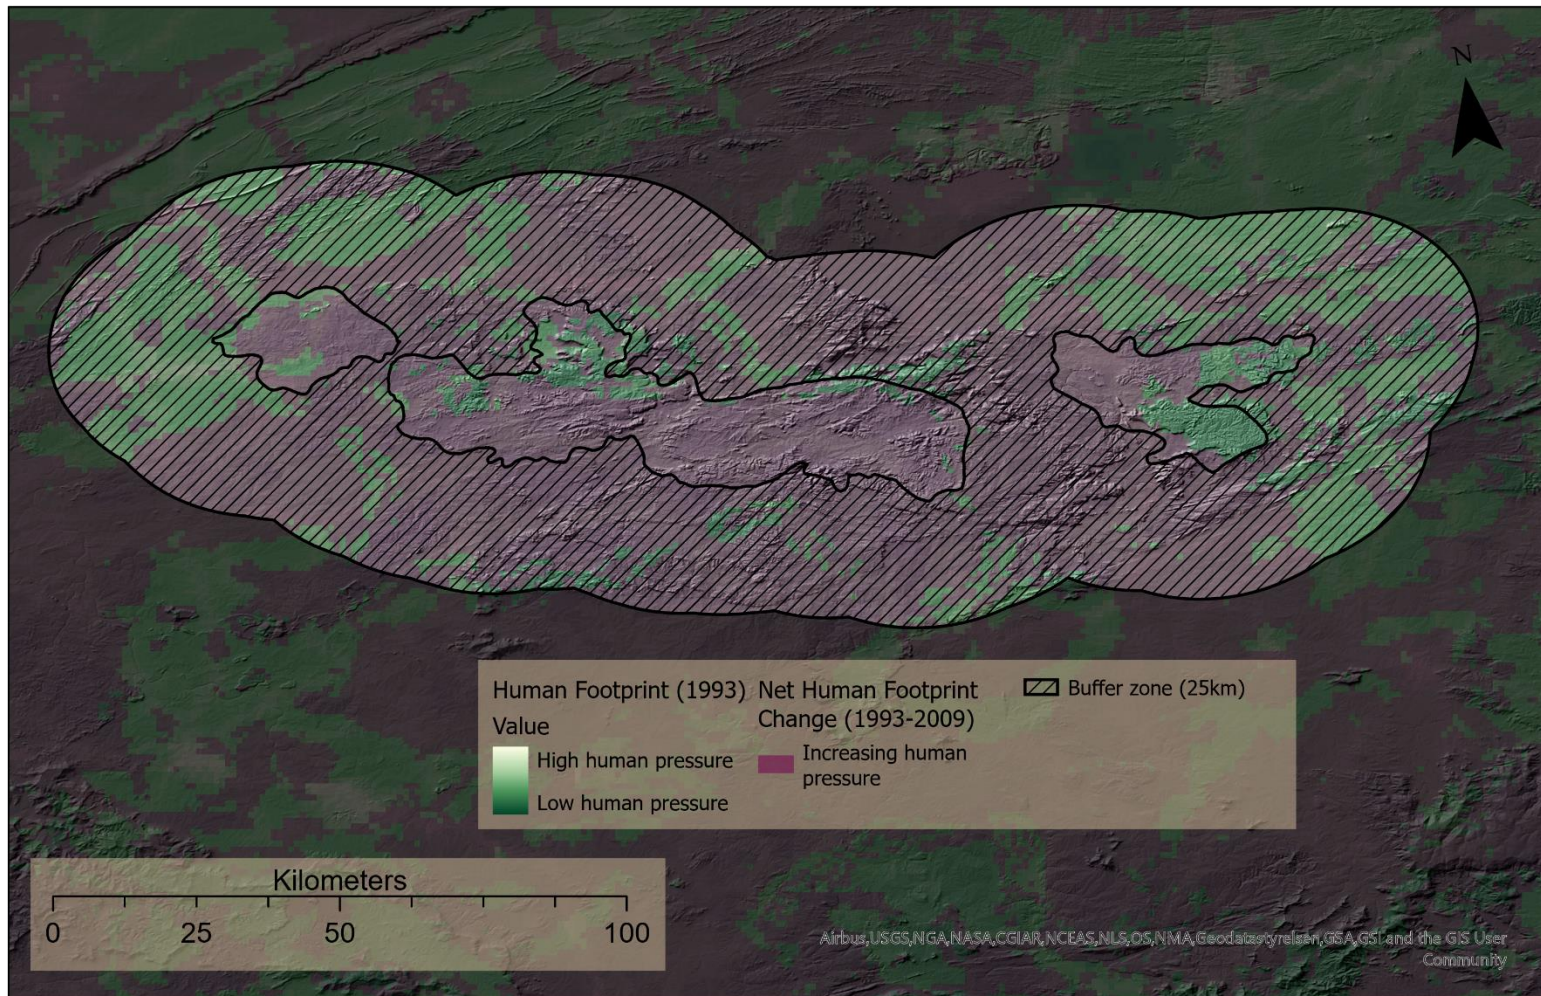 N
Human Footprint (1993)
Value
High human pressure
Low human pressure
Net Human Footprint
Change (1993-2009)
Increasing human
pressure
Buffer zone (25km)
Kilometers
0 25 50 100
Airbus,USGS,NGA,NASA,CGIAR,NCEAS,NLS,OS,NMA,Geodatastyrelsen,GSA,GSI and the GIS User
Community